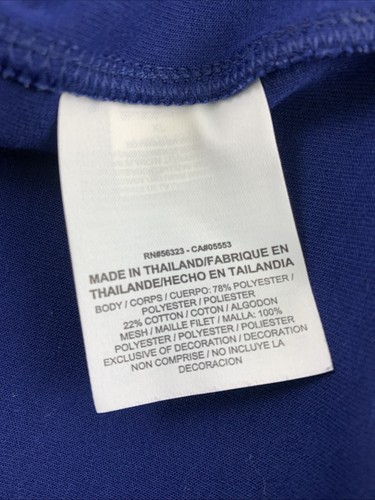 RN#56323 - CA#05553
MADE IN THAILAND/FABRIQUE EN
THAILANDE/HECHO EN TAILANDIA
BODY / CORPS / CUERPO: 78% POLYESTER /
POLYESTER / POLIESTER
22% COTTON / COTON / ALGODON
MESH / MAILLE FILET / MALLA: 100%
POLYESTER / POLYESTER / POLIESTER
EXCLUSIVE OF DECORATION / DECORATION
NON COMPRISE / NO INCLUYE LA
DECORACION